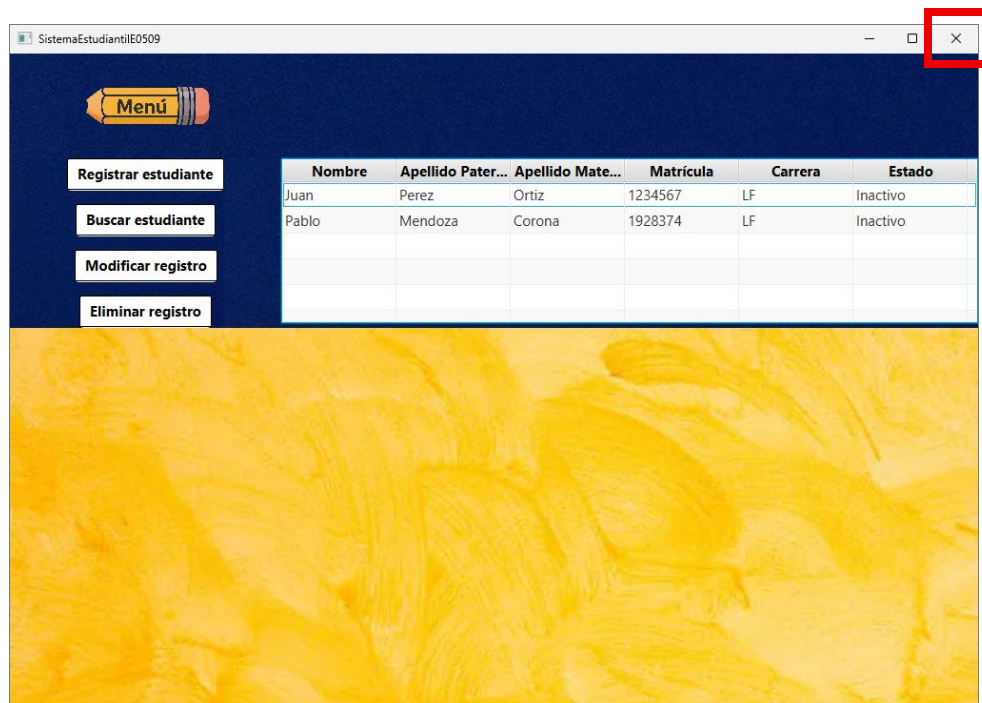 SistemaEstudiantilE0509
Menú
Registrar estudiante
Buscar estudiante
Modificar registro
Eliminar registro
Nombre Apellido Pater... Apellido Mate... Matrícula Carrera Estado
Juan Perez Ortiz 1234567 LF Inactivo
Pablo Mendoza Corona 1928374 LF Inactivo